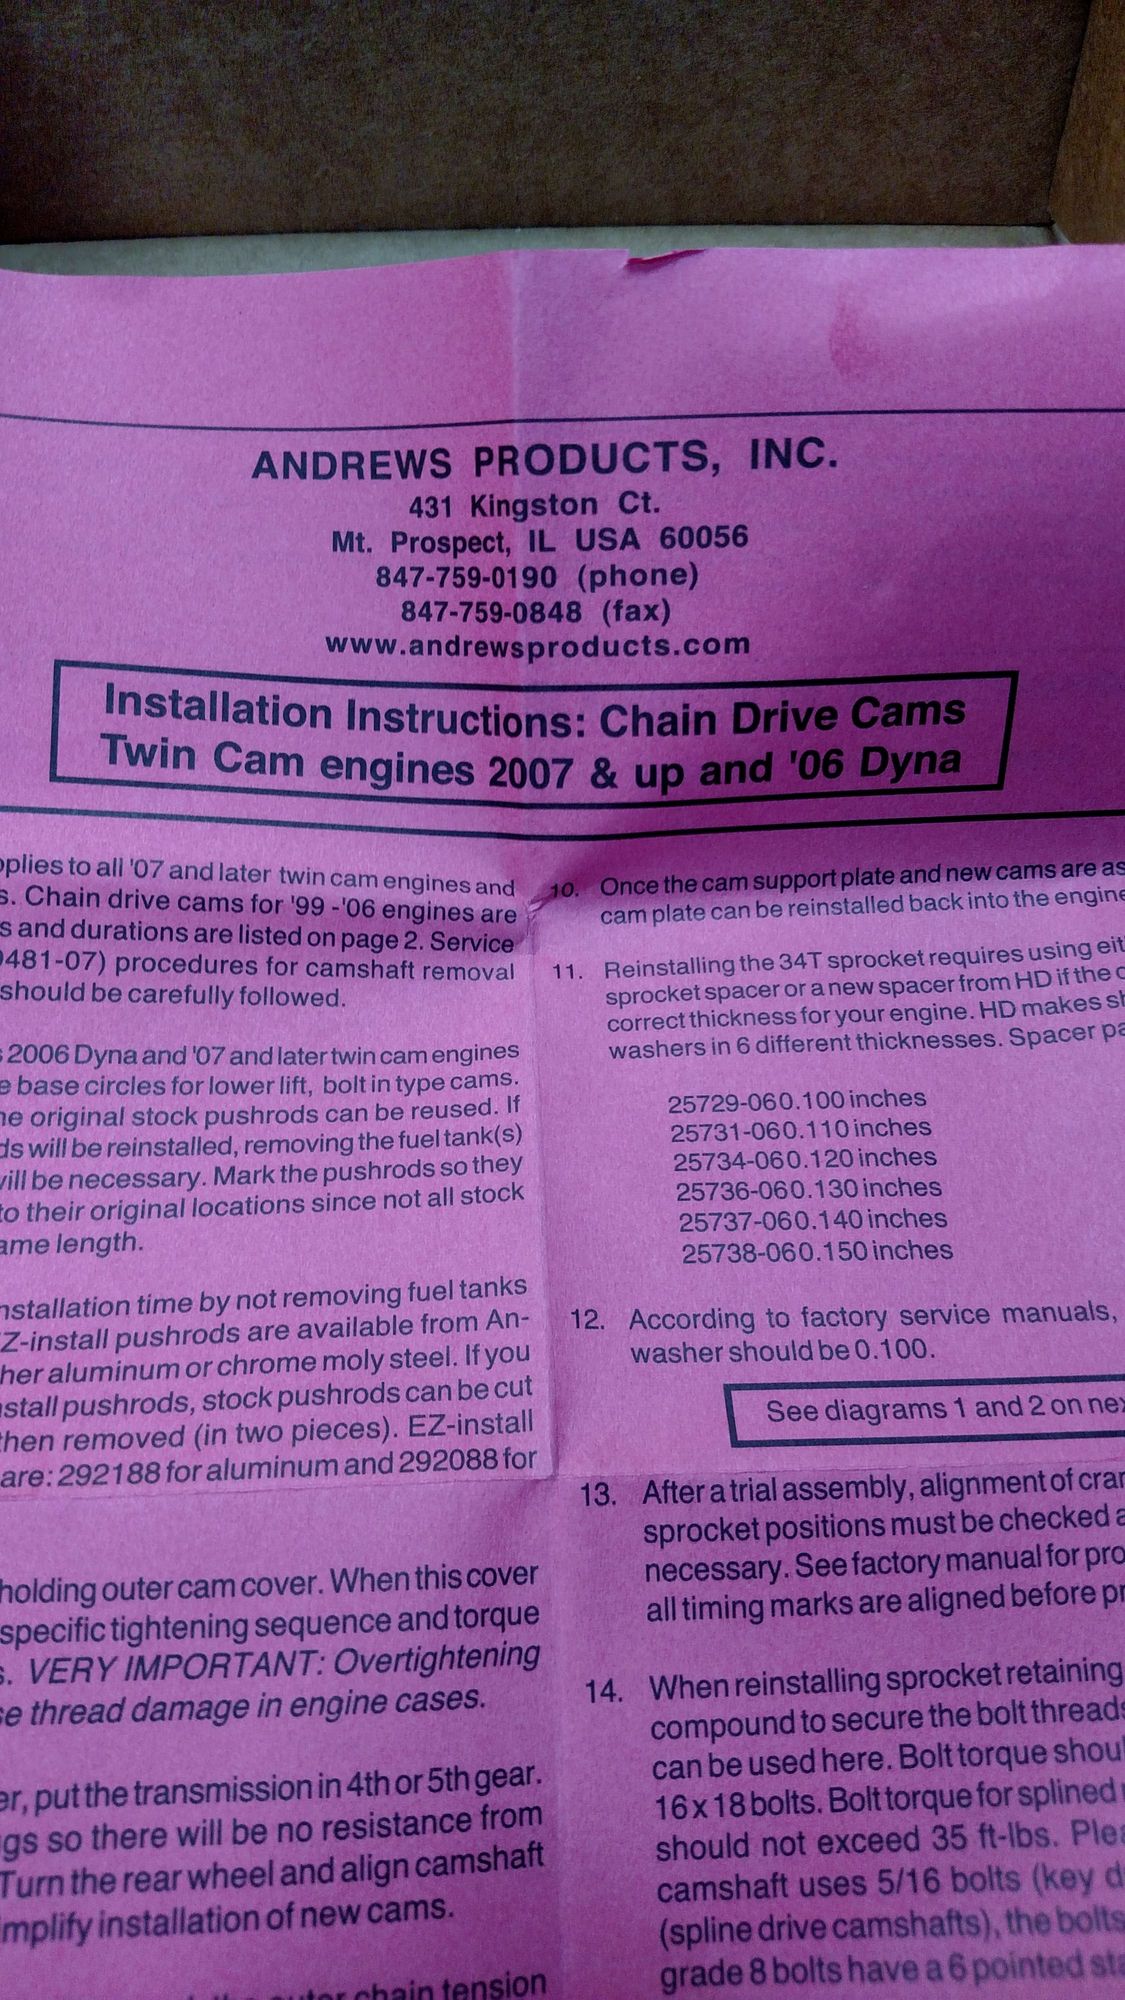 ANDREWS PRODUCTS, INC.
431 Kingston Ct.
Mt. Prospect, IL USA 60056
847-759-0190 (phone)
847-759-0848 (fax)
www.andrewsproducts.com
Installation Instructions: Chain Drive Cams
Twin Cam engines 2007 & up and '06 Dyna
to all '07 and later twin cam engines and
Chain drive cams for '99 -'06 engines are
and durations are listed on page 2. Service
481-07) procedures for camshaft removal
should be carefully followed.
2006 Dyna and '07 and later twin cam engines
base circles for lower lift, bolt in type cams.
original stock pushrods can be reused. If
will be reinstalled, removing the fuel tank(s)
will be necessary. Mark the pushrods so they
to their original locations since not all stock
length.
time by not removing fuel tanks
EZ-install pushrods are available from An-
aluminum or chrome moly steel. If you
pushrods, stock pushrods can be cut
then removed (in two pieces). EZ-install
are: 292188 for aluminum and 292088 for
holding outer cam cover. When this cover
specific tightening sequence and torque
VERY IMPORTANT: Overtightening
thread damage in engine cases.
put the transmission in 4th or 5th gear.
so there will be no resistance from
Turn the rear wheel and align camshaft
installation of new cams.
outer chain tension
10. Once the cam support plate and new cams are as
cam plate can be reinstalled back into the engine
11. Reinstalling the 34T sprocket requires using eit
sprocket spacer or a new spacer from HD if the
correct thickness for your engine. HD makes
washers in 6 different thicknesses. Spacer
25729-06 0.100 inches
25731-06 0.110 inches
25734-06 0.120 inches
25736-06 0.130 inches
25737-06 0.140 inches
25738-06 0.150 inches
12. According to factory service manuals,
washer should be 0.100.
See diagrams 1 and 2 on
13. After a trial assembly, alignment of
sprocket positions must be checked
necessary. See factory manual for
all timing marks are aligned before
14. When reinstalling sprocket retaining
compound to secure the bolt threads
can be used here. Bolt torque
16 x 18 bolts. Bolt torque for splined
should not exceed 35 ft-lbs.
camshaft uses 5/16 bolts (key
(spline drive camshafts), the bolts
grade 8 bolts have a 6 pointed